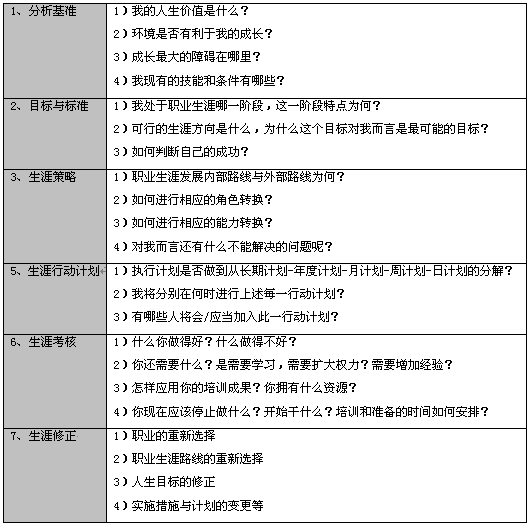 1、分析基准
1）我的人生价值是什么？
2）环境是否有利于我的成长？
3）成长最大的障碍在哪里？
4）我现有的技能和条件有哪些？
2、目标与标准
1）我处于职业生涯哪一阶段，这一阶段特点为何？
2）可行的生涯方向是什么，为什么这个目标对我而言是最可能的目标？
3）如何判断自己的成功？
3、生涯策略
1）职业生涯发展内部路线与外部路线为何？
2）如何进行相应的角色转换？
3）如何进行相应的能力转换？
4）对我而言还有什么不能解决的问题呢？
5、生涯行动计划
1）执行计划是否做到从长期计划-年度计划-月计划-周计划-日计划的分解？
2）我将分别在何时进行上述每一行动计划？
3）有哪些人将会/应当加入此一行动计划？
6、生涯考核
1）什么你做得好？什么做得不好？
2）你还需要什么？是需要学习，需要扩大权力？需要增加经验？
3）怎样应用你的培训成果？你拥有什么资源？
4）你现在应该停止做什么？开始干什么？培训和准备的时间如何安排？
7、生涯修正
1）职业的重新选择
2）职业生涯路线的重新选择
3）人生目标的修正
4）实施措施与计划的变更等